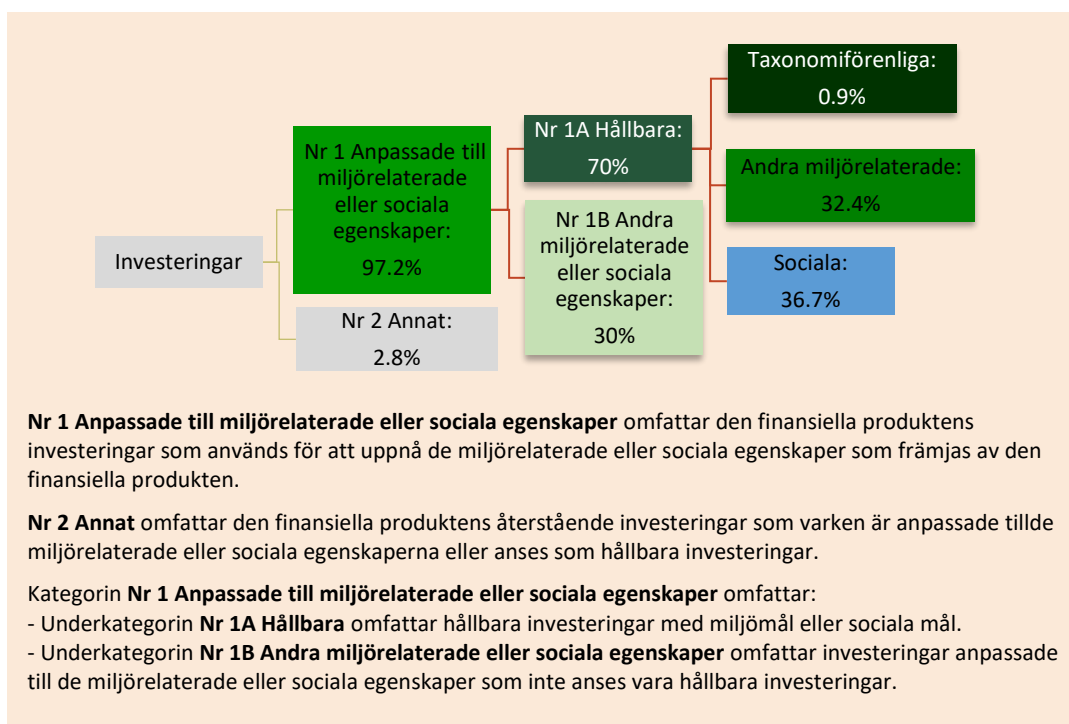 Investeringar
Nr 1 Anpassade till
miljörelaterade
eller sociala
egenskaper:
97.2%
Nr 2 Annat:
2.8%
Nr 1A Hållbara:
70%
Nr 1B Andra
miljörelaterade
eller sociala
egenskaper:
30%
Taxonomiförenliga:
0.9%
Andra miljörelaterade:
32.4%
Sociala:
36.7%
Nr 1 Anpassade till miljörelaterade eller sociala egenskaper omfattar den finansiella produktens
investeringar som används för att uppnå de miljörelaterade eller sociala egenskaper som främjas av den
finansiella produkten.
Nr 2 Annat omfattar den finansiella produktens återstående investeringar som varken är anpassade tillde
miljörelaterade eller sociala egenskaperna eller anses som hållbara investeringar.
Kategorin Nr 1 Anpassade till miljörelaterade eller sociala egenskaper omfattar:
- Underkategorin Nr 1A Hållbara omfattar hållbara investeringar med miljömål eller sociala mål.
- Underkategorin Nr 1B Andra miljörelaterade eller sociala egenskaper omfattar investeringar anpassade
till de miljörelaterade eller sociala egenskaper som inte anses vara hållbara investeringar.